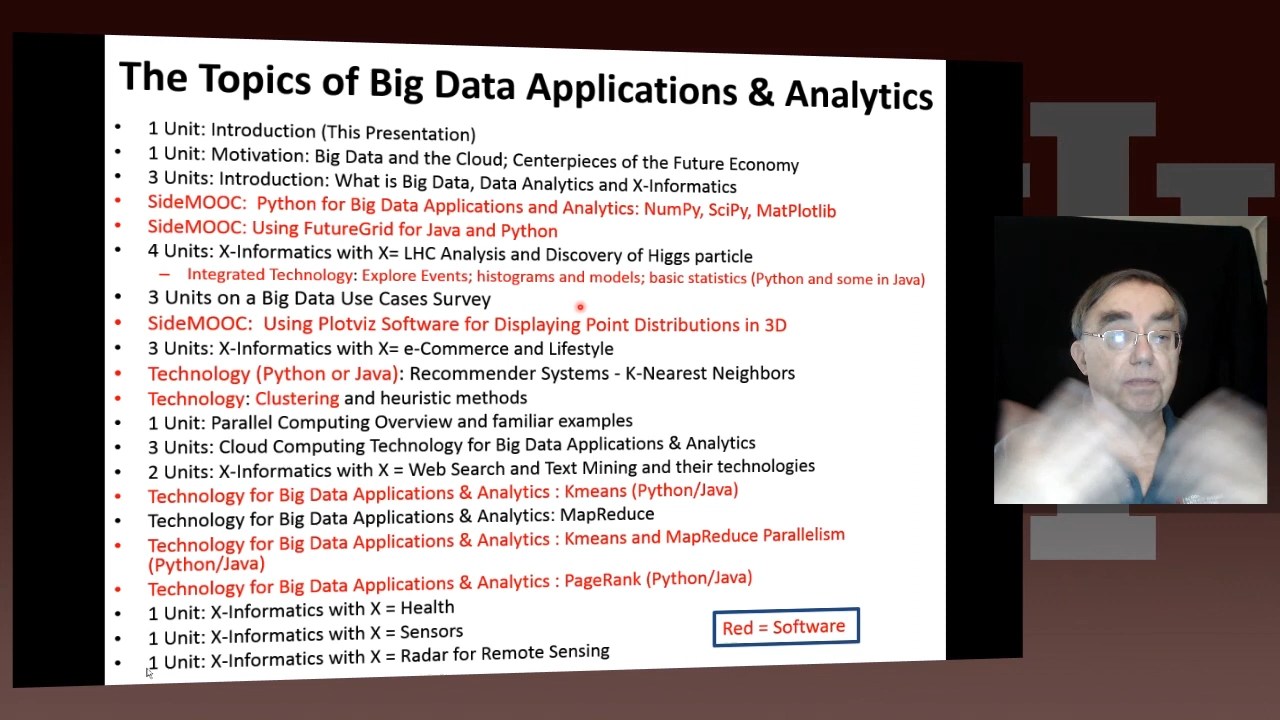 The Topics of Big Data Applications & Analytics
• 1 Unit: Introduction (This Presentation)
• 1 Unit: Motivation: Big Data and the Cloud; Centerpieces of the Future Economy
• 3 Units: Introduction: What is Big Data, Data Analytics and X-Informatics
• SideMOOC: Python for Big Data Applications and Analytics: NumPy, SciPy, MatPlotlib
• SideMOOC: Using FutureGrid for Java and Python
• 4 Units: X-Informatics with X= LHC Analysis and Discovery of Higgs particle
– Integrated Technology: Explore Events; histograms and models; basic statistics (Python and some in Java)
• 3 Units on a Big Data Use Cases Survey
• SideMOOC: Using Plotviz Software for Displaying Point Distributions in 3D
• 3 Units: X-Informatics with X= e-Commerce and Lifestyle
• Technology (Python or Java): Recommender Systems - K-Nearest Neighbors
• Technology: Clustering and heuristic methods
• 1 Unit: Parallel Computing Overview and familiar examples
• 3 Units: Cloud Computing Technology for Big Data Applications & Analytics
• 2 Units: X-Informatics with X = Web Search and Text Mining and their technologies
• Technology for Big Data Applications & Analytics : Kmeans (Python/Java)
• Technology for Big Data Applications & Analytics: MapReduce
• Technology for Big Data Applications & Analytics : Kmeans and MapReduce Parallelism
(Python/Java)
• Technology for Big Data Applications & Analytics : PageRank (Python/Java)
• 1 Unit: X-Informatics with X = Health
• 1 Unit: X-Informatics with X = Sensors
• 1 Unit: X-Informatics with X = Radar for Remote Sensing
Red = Software